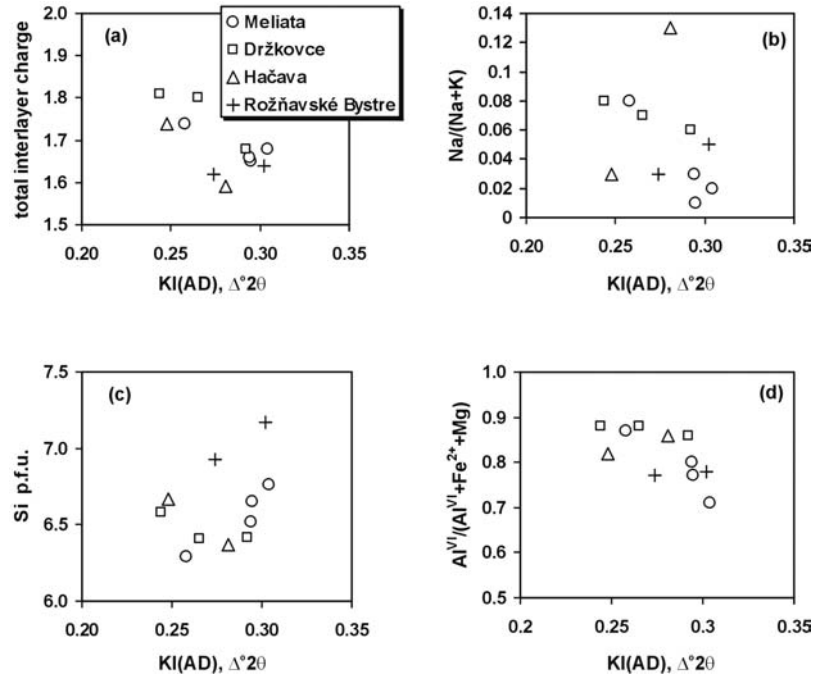 (a)
total interlayer charge
2.0
1.9
1.8
1.7
1.6
1.5
0.20 0.25 0.30 0.35
KI(AD), Δ°2θ
Meliata
Držkovce
Hačava
Rožňavské Bystre
(b)
Na/(Na+K)
0.14
0.12
0.10
0.08
0.06
0.04
0.02
0
0.20 0.25 0.30 0.35
KI(AD), Δ°2θ
(c)
Si p.f.u.
7.5
7.0
6.5
6.0
0.20 0.25 0.30 0.35
KI(AD), Δ°2θ
(d)
Al^VI/(Al^VI+Fe²⁺+Mg)
1.0
0.9
0.8
0.7
0.6
0.5
0.2 0.25 0.3 0.35
KI(AD), Δ°2θ